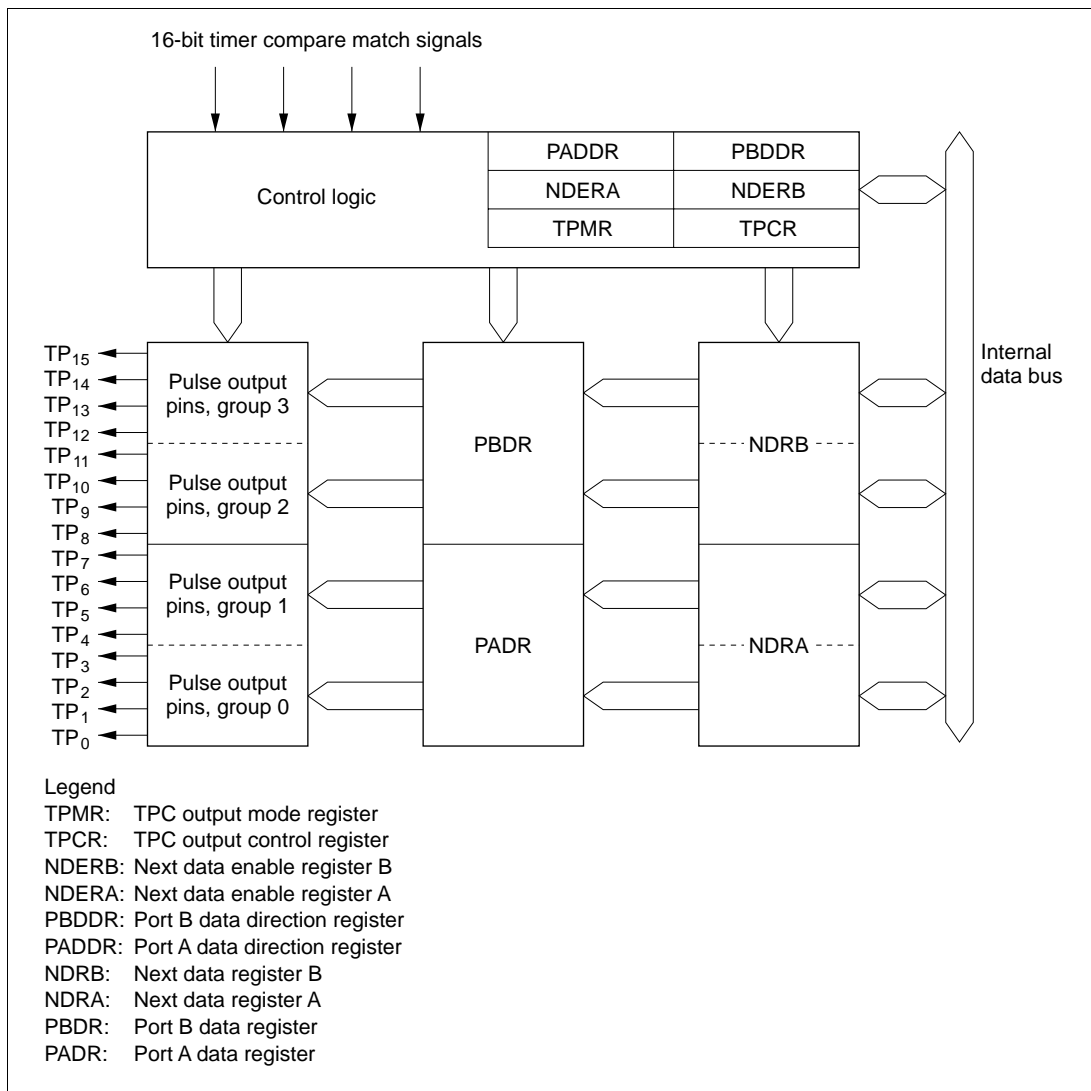 16-bit timer compare match signals
Control logic
PADDR PBDDR
NDERA NDERB
TPMR TPCR
Internal
data bus
TP15
TP14
TP13
TP12
TP11
TP10
TP9
TP8
TP7
TP6
TP5
TP4
TP3
TP2
TP1
TP0
Pulse output
pins, group 3
Pulse output
pins, group 2
Pulse output
pins, group 1
Pulse output
pins, group 0
PBDR
PADR
NDRB
NDRA
Legend
TPMR: TPC output mode register
TPCR: TPC output control register
NDERB: Next data enable register B
NDERA: Next data enable register A
PBDDR: Port B data direction register
PADDR: Port A data direction register
NDRB: Next data register B
NDRA: Next data register A
PBDR: Port B data register
PADR: Port A data register